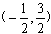 (-1/2, 3/2)